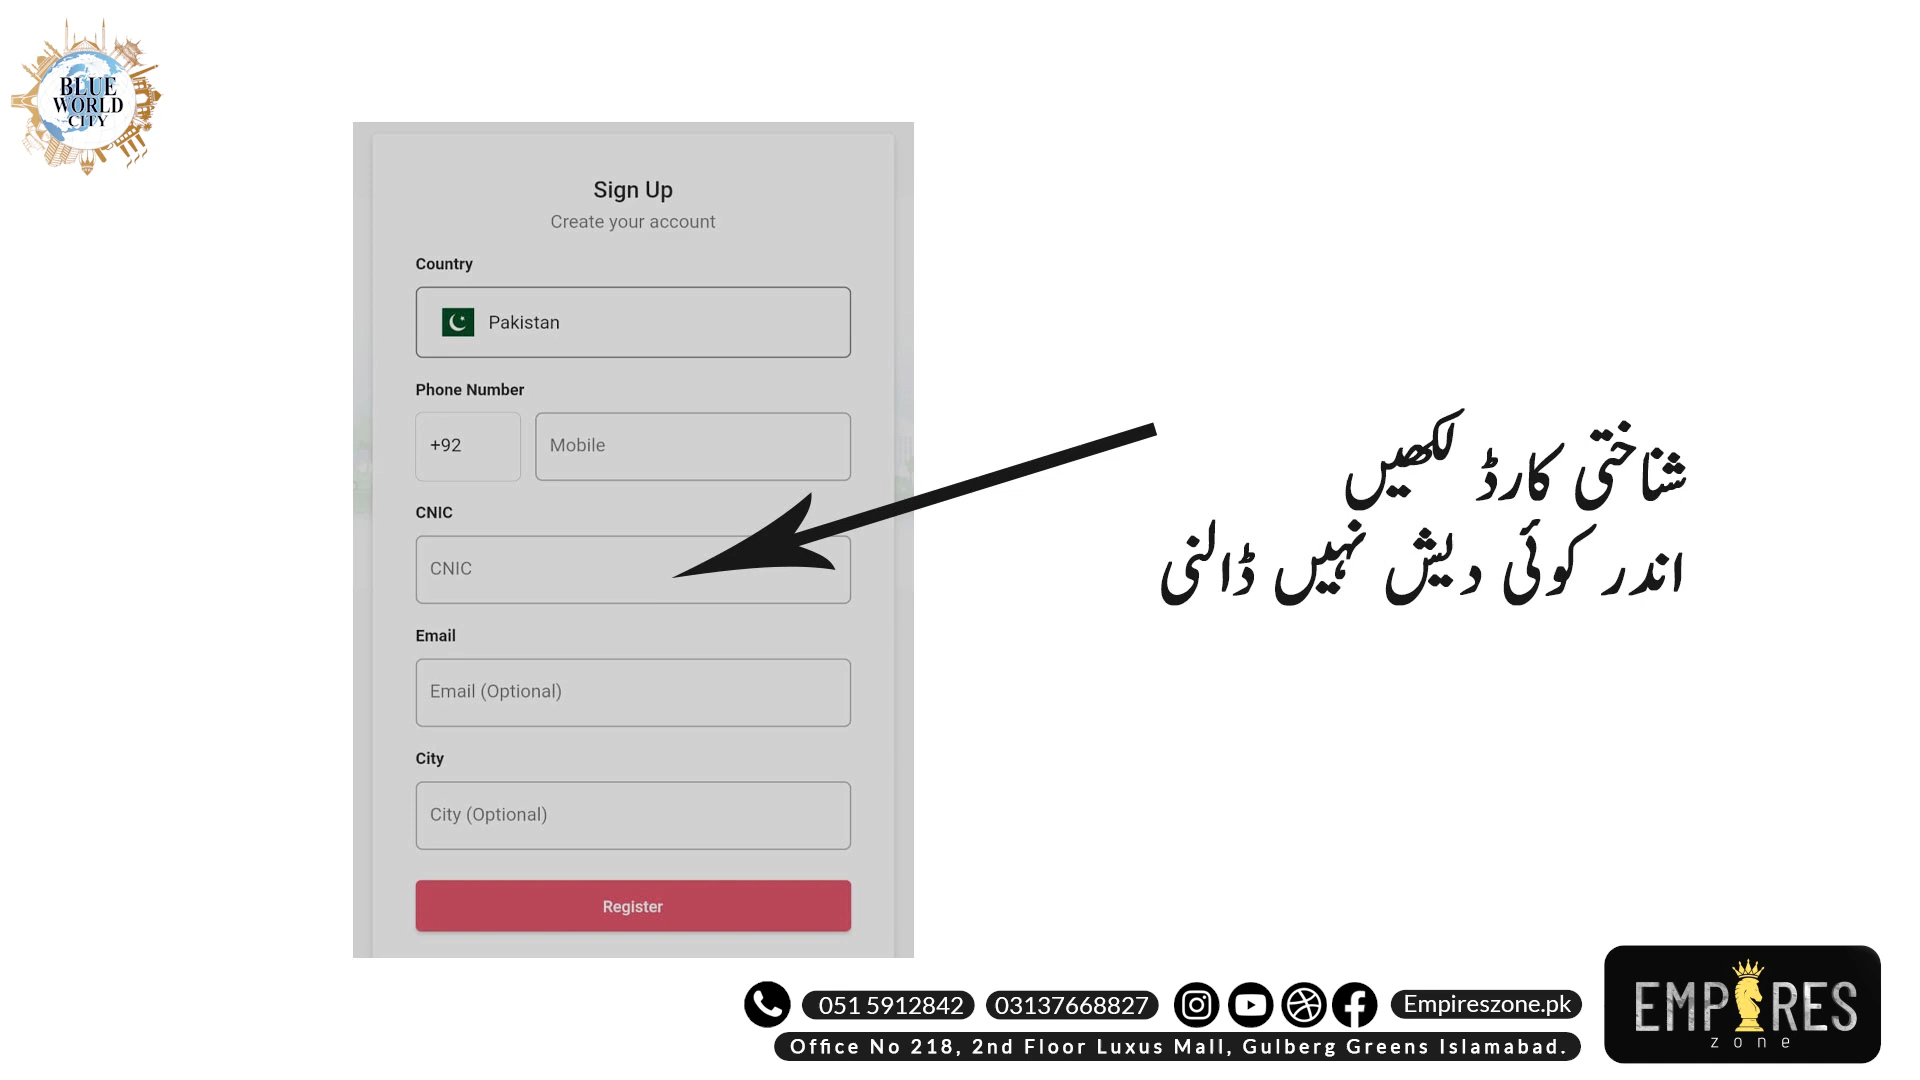 BLUE
WORLD
CITY
Sign Up
Create your account
Country
Pakistan
Phone Number
+92
Mobile
CNIC
CNIC
Email
Email (Optional)
City
City (Optional)
Register
شناختی کارڈ لکھیں
اندر کوئی دیش نہیں ڈالنی
051 5912842
03137668827
Empireszone.pk
Office No 218, 2nd Floor Luxus Mall, Gulberg Greens Islamabad.
EMPIRES
zone